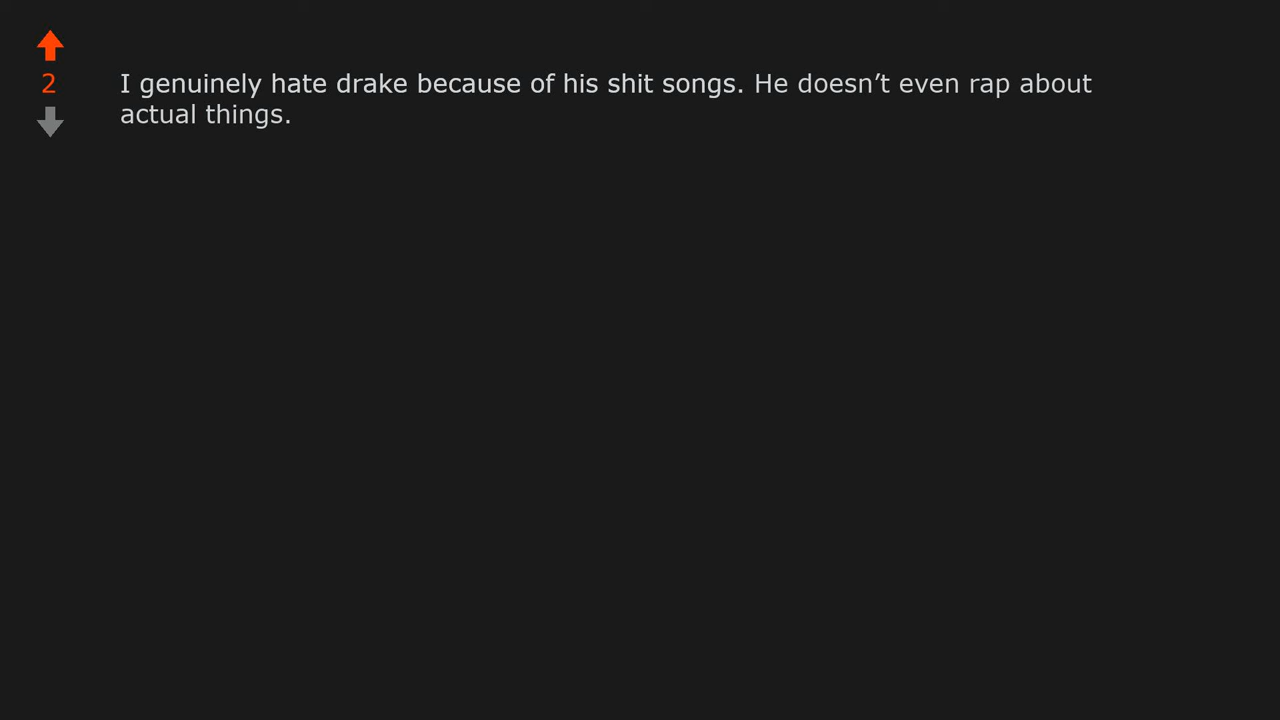 2
I genuinely hate drake because of his shit songs. He doesn’t even rap about
actual things.